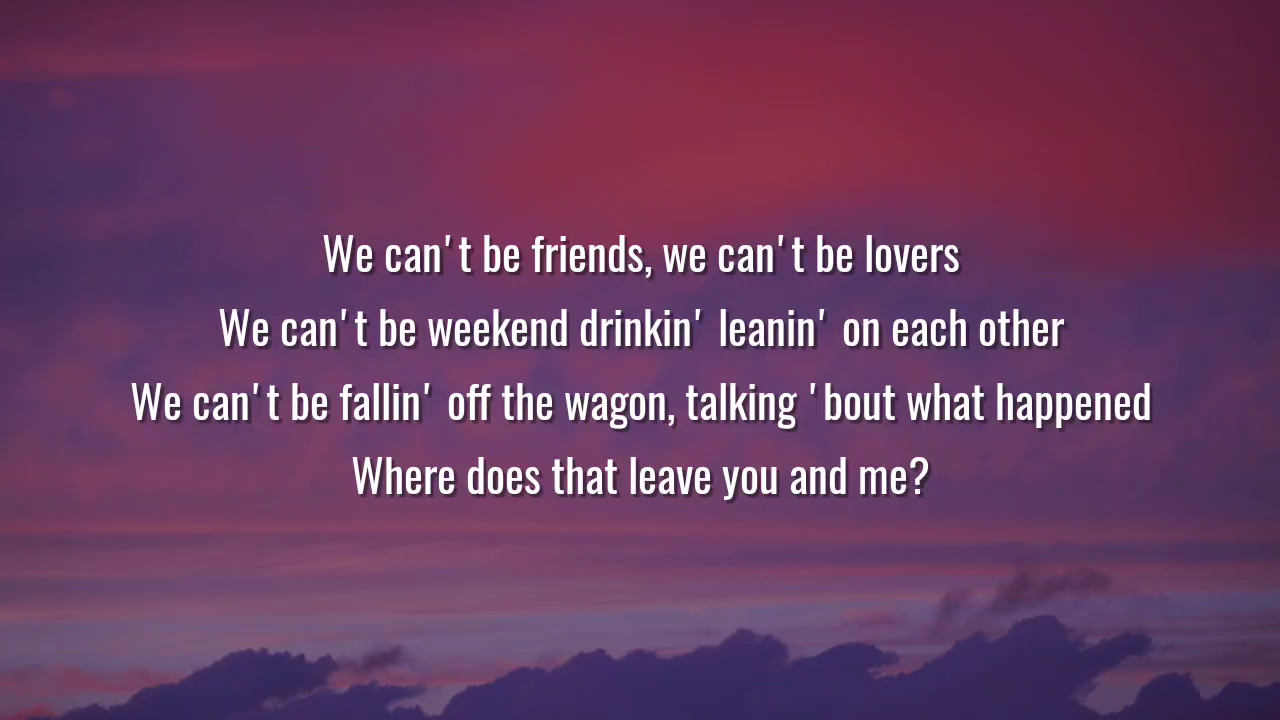 We can't be friends, we can't be lovers
We can't be weekend drinkin' leanin' on each other
We can't be fallin' off the wagon, talking 'bout what happened
Where does that leave you and me?